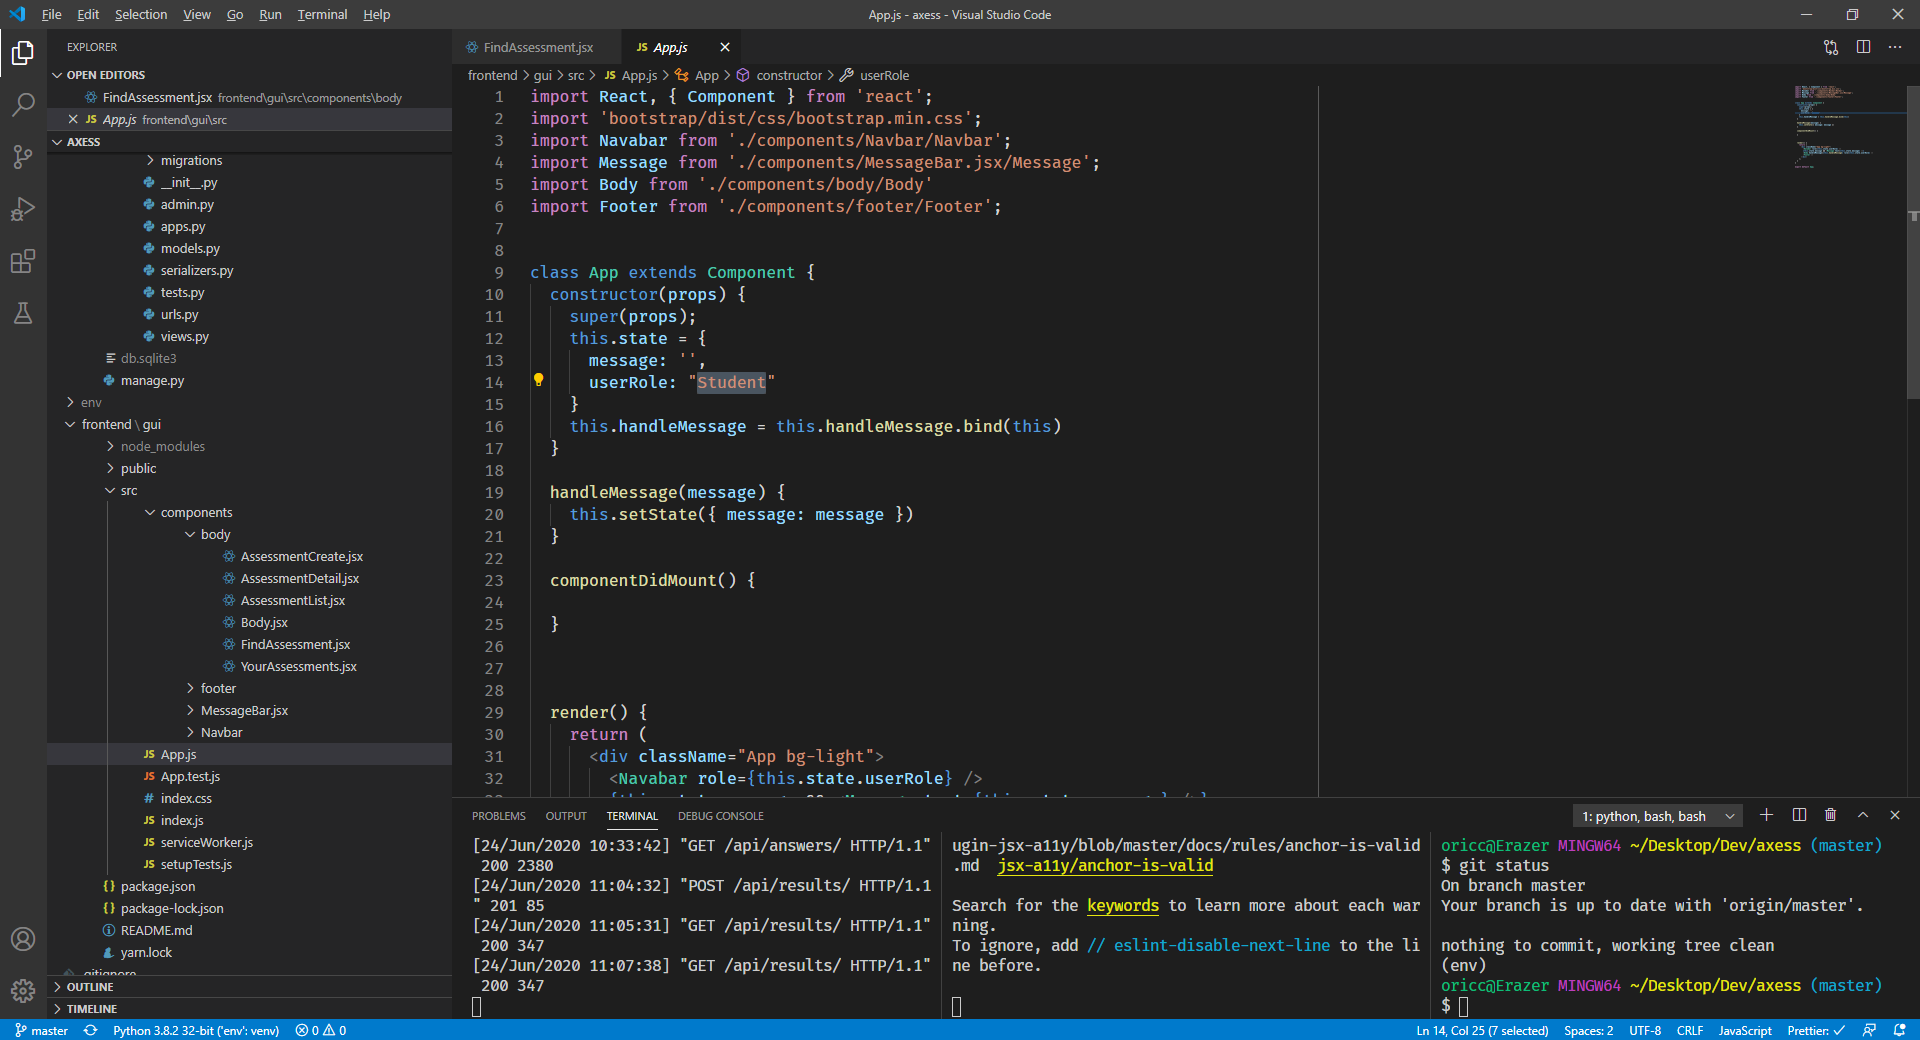 File Edit Selection View Go Run Terminal Help
App.js - axess - Visual Studio Code
EXPLORER
OPEN EDITORS
FindAssessment.jsx frontend\gui\src\components\body
JS App.js frontend\gui\src
AXESS
migrations
__init__.py
admin.py
apps.py
models.py
serializers.py
tests.py
urls.py
views.py
db.sqlite3
manage.py
env
frontend \ gui
node_modules
public
src
components
body
AssessmentCreate.jsx
AssessmentDetail.jsx
AssessmentList.jsx
Body.jsx
FindAssessment.jsx
YourAssessments.jsx
footer
MessageBar.jsx
Navbar
JS App.js
JS App.test.js
# index.css
JS index.js
JS serviceWorker.js
JS setupTests.js
{} package.json
{} package-lock.json
README.md
yarn.lock
.gitignore
OUTLINE
TIMELINE
FindAssessment.jsx
JS App.js
frontend > gui > src > JS App.js > App > constructor > userRole
1 import React, { Component } from 'react';
2 import 'bootstrap/dist/css/bootstrap.min.css';
3 import Navabar from './components/Navbar/Navbar';
4 import Message from './components/MessageBar.jsx/Message';
5 import Body from './components/body/Body'
6 import Footer from './components/footer/Footer';
7
8
9 class App extends Component {
10 constructor(props) {
11 super(props);
12 this.state = {
13 message: '',
14 userRole: "Student"
15 }
16 this.handleMessage = this.handleMessage.bind(this)
17 }
18
19 handleMessage(message) {
20 this.setState({ message: message })
21 }
22
23 componentDidMount() {
24
25 }
26
27
28
29 render() {
30 return (
31 <div className="App bg-light">
32 <Navabar role={this.state.userRole} />
PROBLEMS OUTPUT TERMINAL DEBUG CONSOLE
1: python, bash, bash
[24/Jun/2020 10:33:42] "GET /api/answers/ HTTP/1.1"
200 2380
[24/Jun/2020 11:04:32] "POST /api/results/ HTTP/1.1
" 201 85
[24/Jun/2020 11:05:31] "GET /api/results/ HTTP/1.1"
200 347
[24/Jun/2020 11:07:38] "GET /api/results/ HTTP/1.1"
200 347
ugin-jsx-a11y/blob/master/docs/rules/anchor-is-valid
.md jsx-a11y/anchor-is-valid
Search for the keywords to learn more about each war
ning.
To ignore, add // eslint-disable-next-line to the li
ne before.
oricc@Erazer MINGW64 ~/Desktop/Dev/axess (master)
$ git status
On branch master
Your branch is up to date with 'origin/master'.
nothing to commit, working tree clean
(env)
oricc@Erazer MINGW64 ~/Desktop/Dev/axess (master)
$
master
Python 3.8.2 32-bit ('env': venv)
0 0
Ln 14, Col 25 (7 selected)
Spaces: 2
UTF-8
CRLF
JavaScript
Prettier: ✓